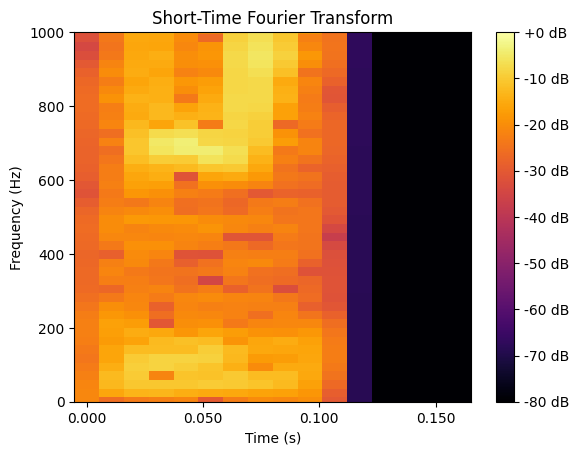 Short-Time Fourier Transform
1000
800
600
400
200
0
Frequency (Hz)
0.000
0.050
0.100
0.150
Time (s)
+0 dB
-10 dB
-20 dB
-30 dB
-40 dB
-50 dB
-60 dB
-70 dB
-80 dB